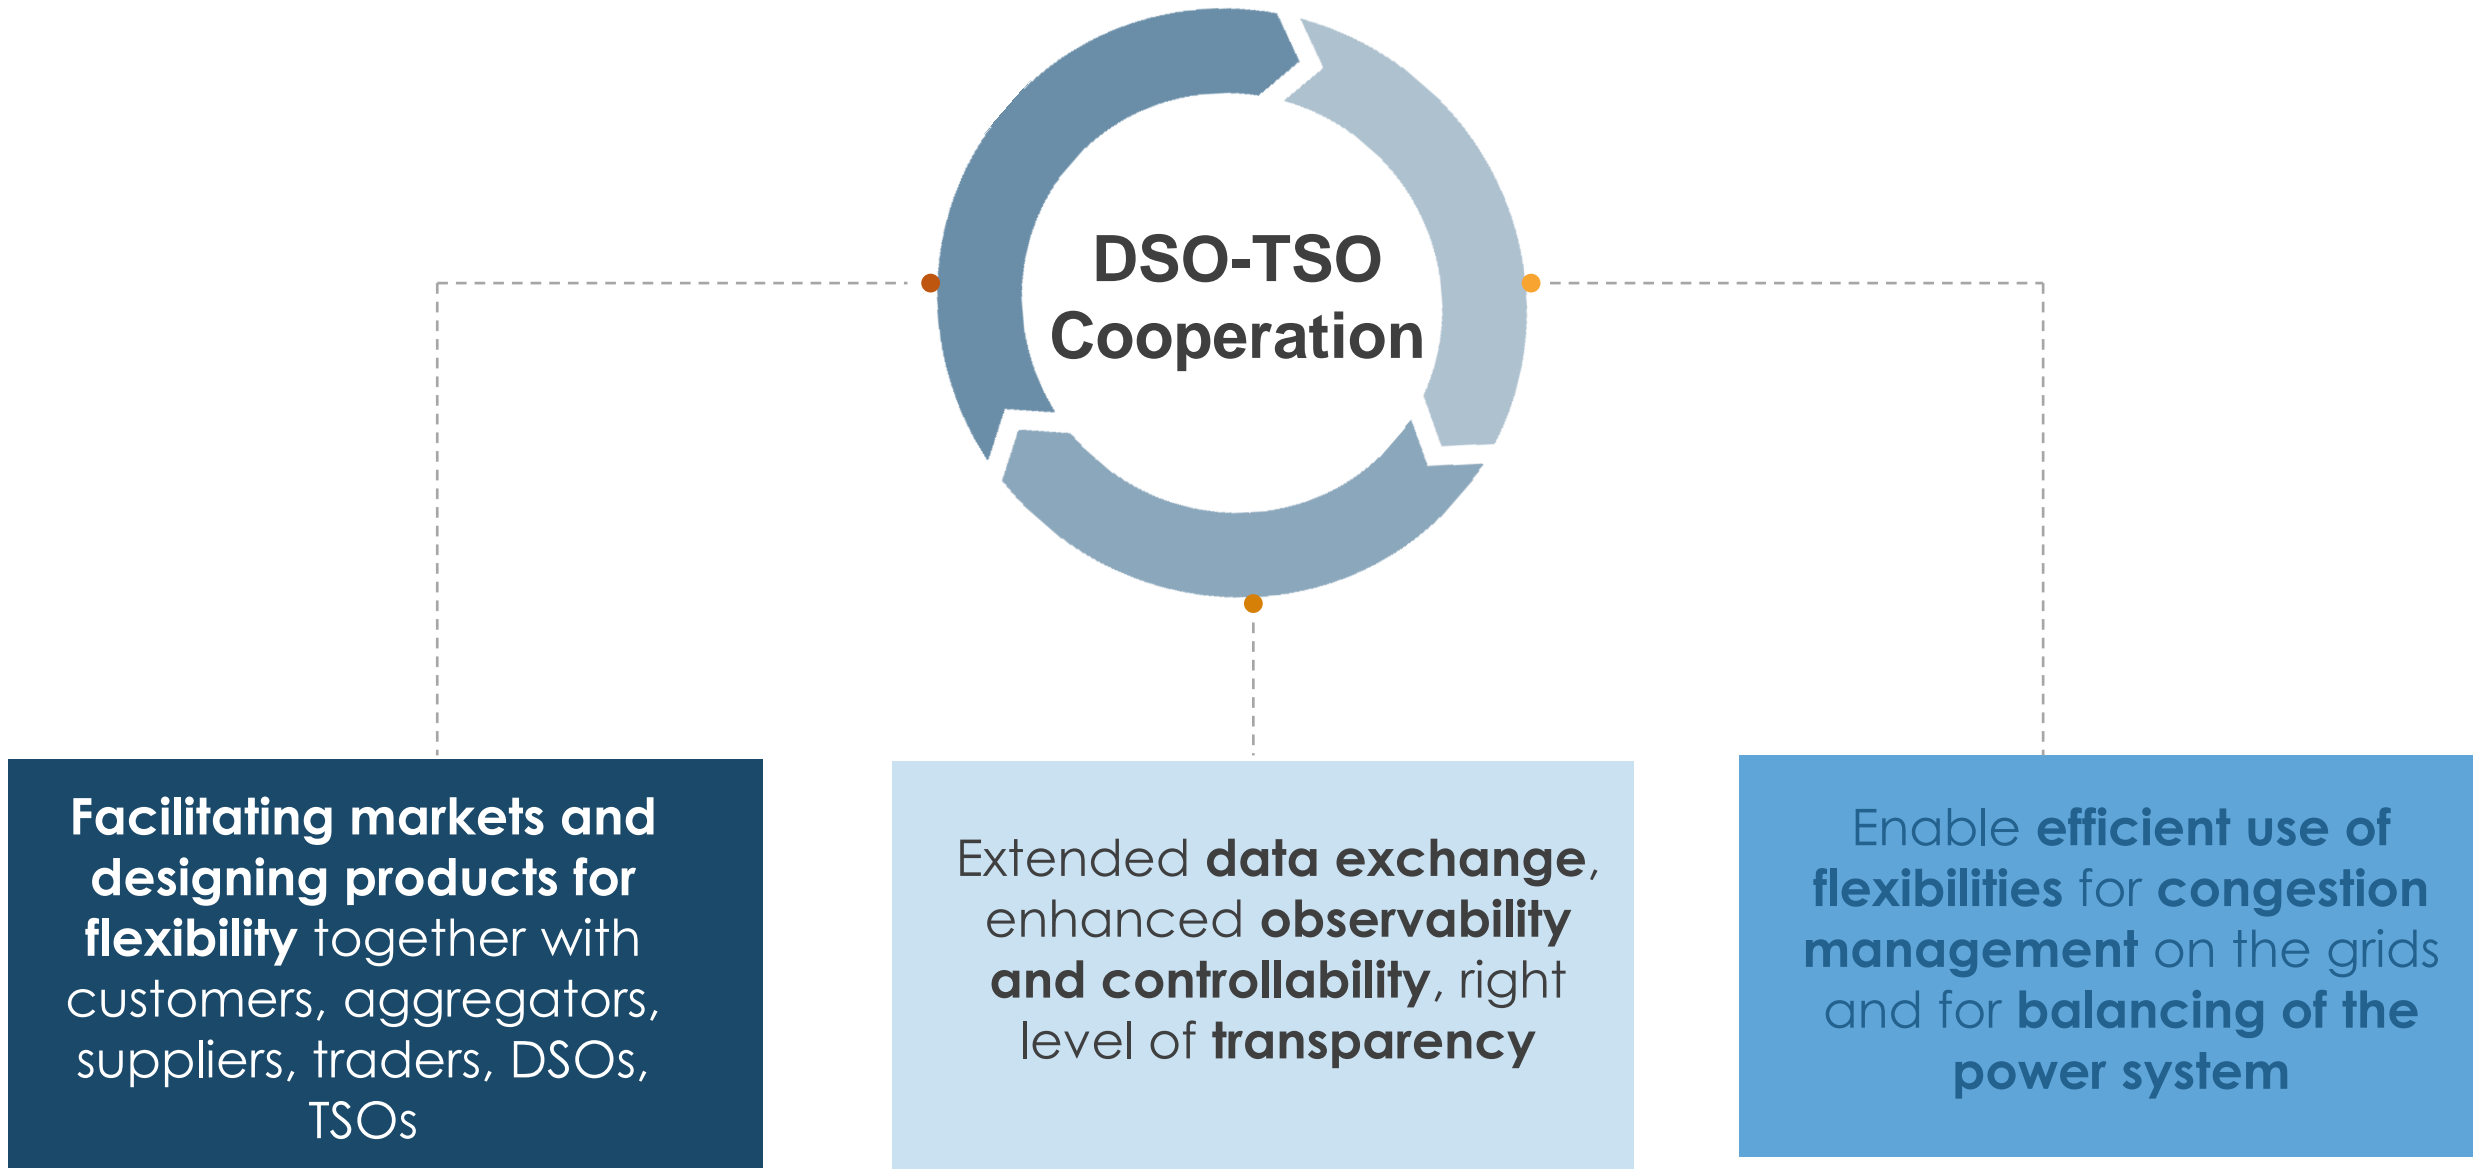 DSO-TSO
Cooperation
Facilitating markets and
designing products for
flexibility together with
customers, aggregators,
suppliers, traders, DSOs,
TSOs
Extended data exchange,
enhanced observability
and controllability, right
level of transparency
Enable efficient use of
flexibilities for congestion
management on the grids
and for balancing of the
power system